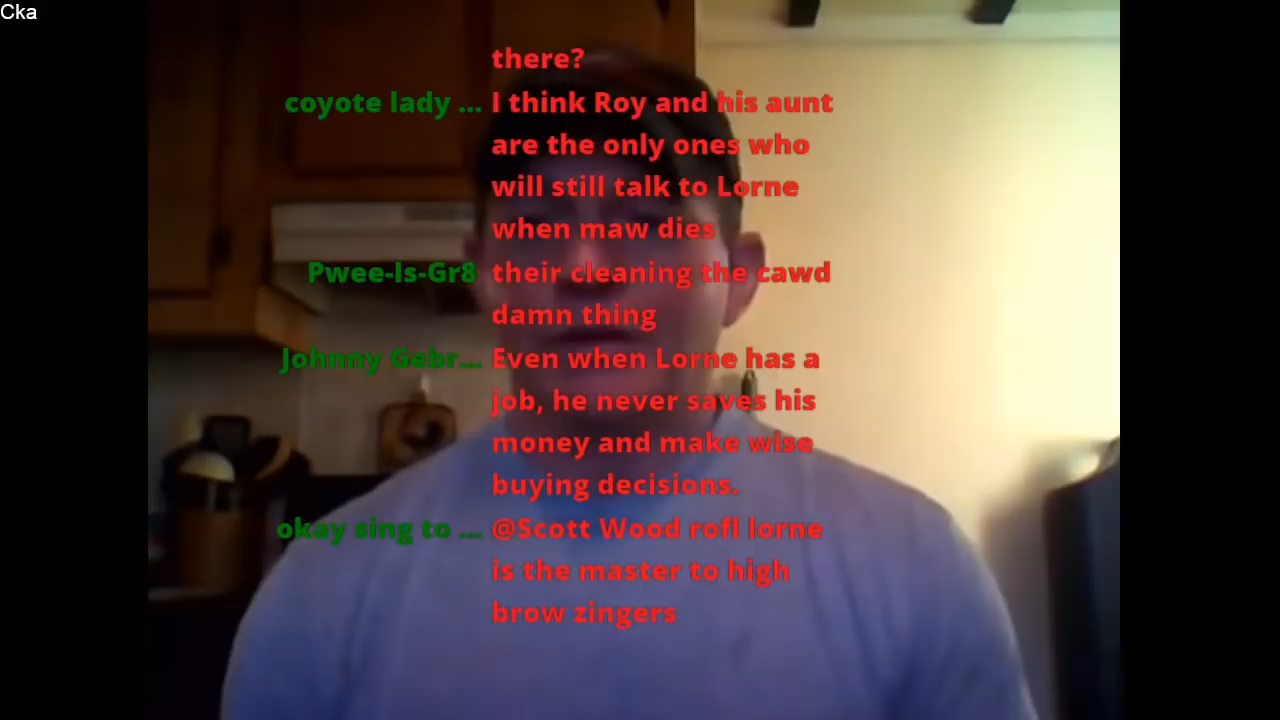 Cka
there?
coyote lady ... I think Roy and his aunt
are the only ones who
will still talk to Lorne
when maw dies
Pwee-Is-Gr8 their cleaning the cawd
damn thing
Johnny Gebr... Even when Lorne has a
job, he never saves his
money and make wise
buying decisions.
okay sing to ... @Scott Wood rofl lorne
is the master to high
brow zingers